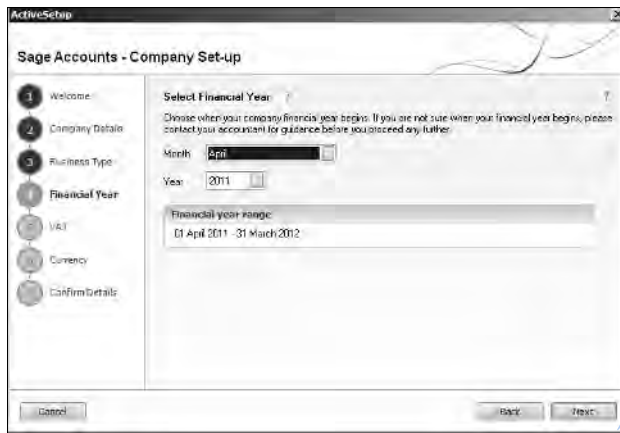 ActiveSetup
Sage Accounts - Company Set-up
1 Welcome
2 Company Details
3 Business Type
Financial Year
VAT
Currency
Confirm Details
Select Financial Year ?
?
Choose when your company financial year begins. If you are not sure when your financial year begins, please
contact your accountant for guidance before you proceed any further.
Month April
Year 2011
Financial year range
01 April 2011 - 31 March 2012
Cancel
Back
Next